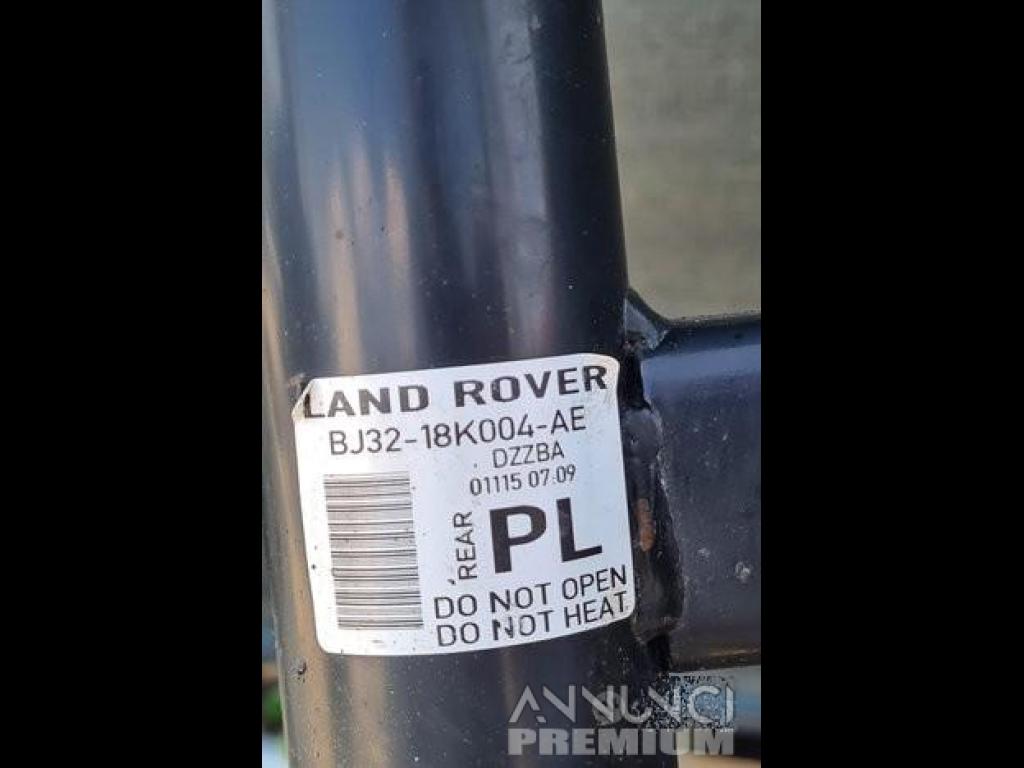 LAND ROVER
BJ32-18K004-AE
DZZBA
01115 07:09
REAR
PL
DO NOT OPEN
DO NOT HEAT
ANNUNCI
PREMIUM